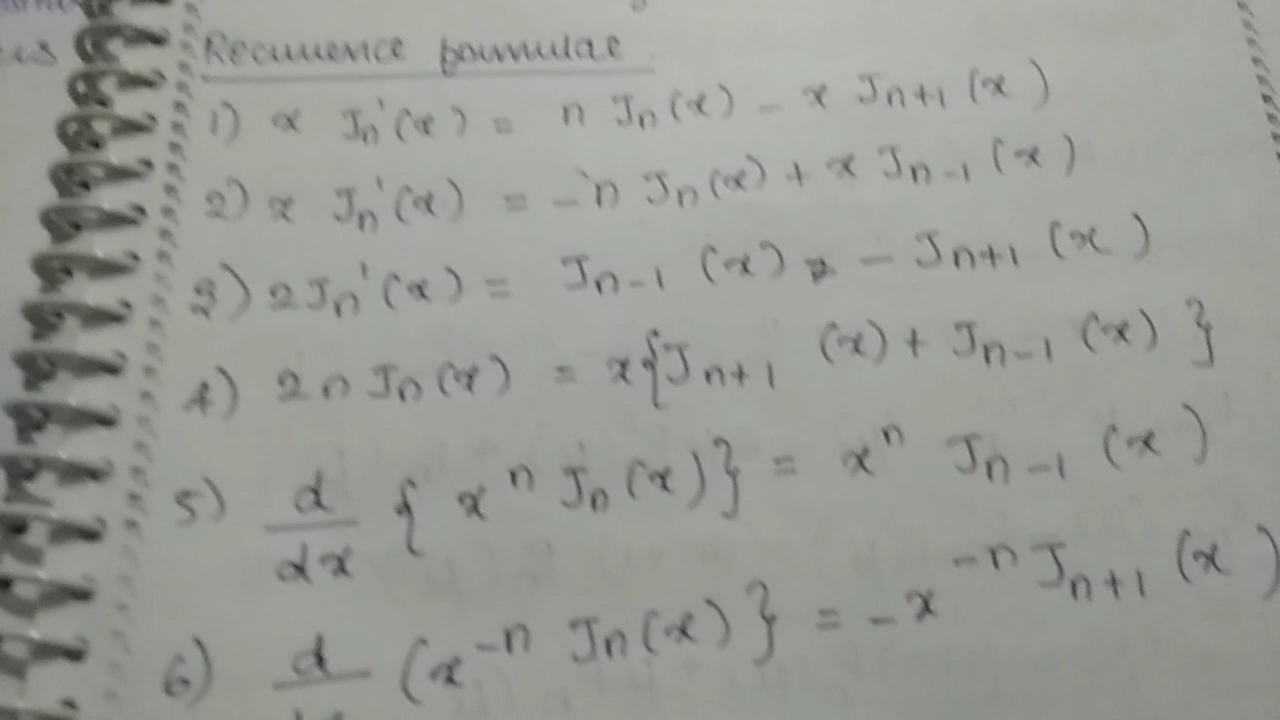 us
Recurrence formulae
1) x Jn'(x) = n Jn(x) - x Jn+1 (x)
2) x Jn'(x) = -n Jn(x) + x Jn-1 (x)
3) 2Jn'(x) = Jn-1 (x) - Jn+1 (x)
4) 2n Jn(x) = x{Jn+1 (x) + Jn-1 (x) }
5) d/dx { x^n Jn(x)} = x^n Jn-1 (x)
6) d (x^-n Jn(x)} = -x^-n Jn+1 (x)